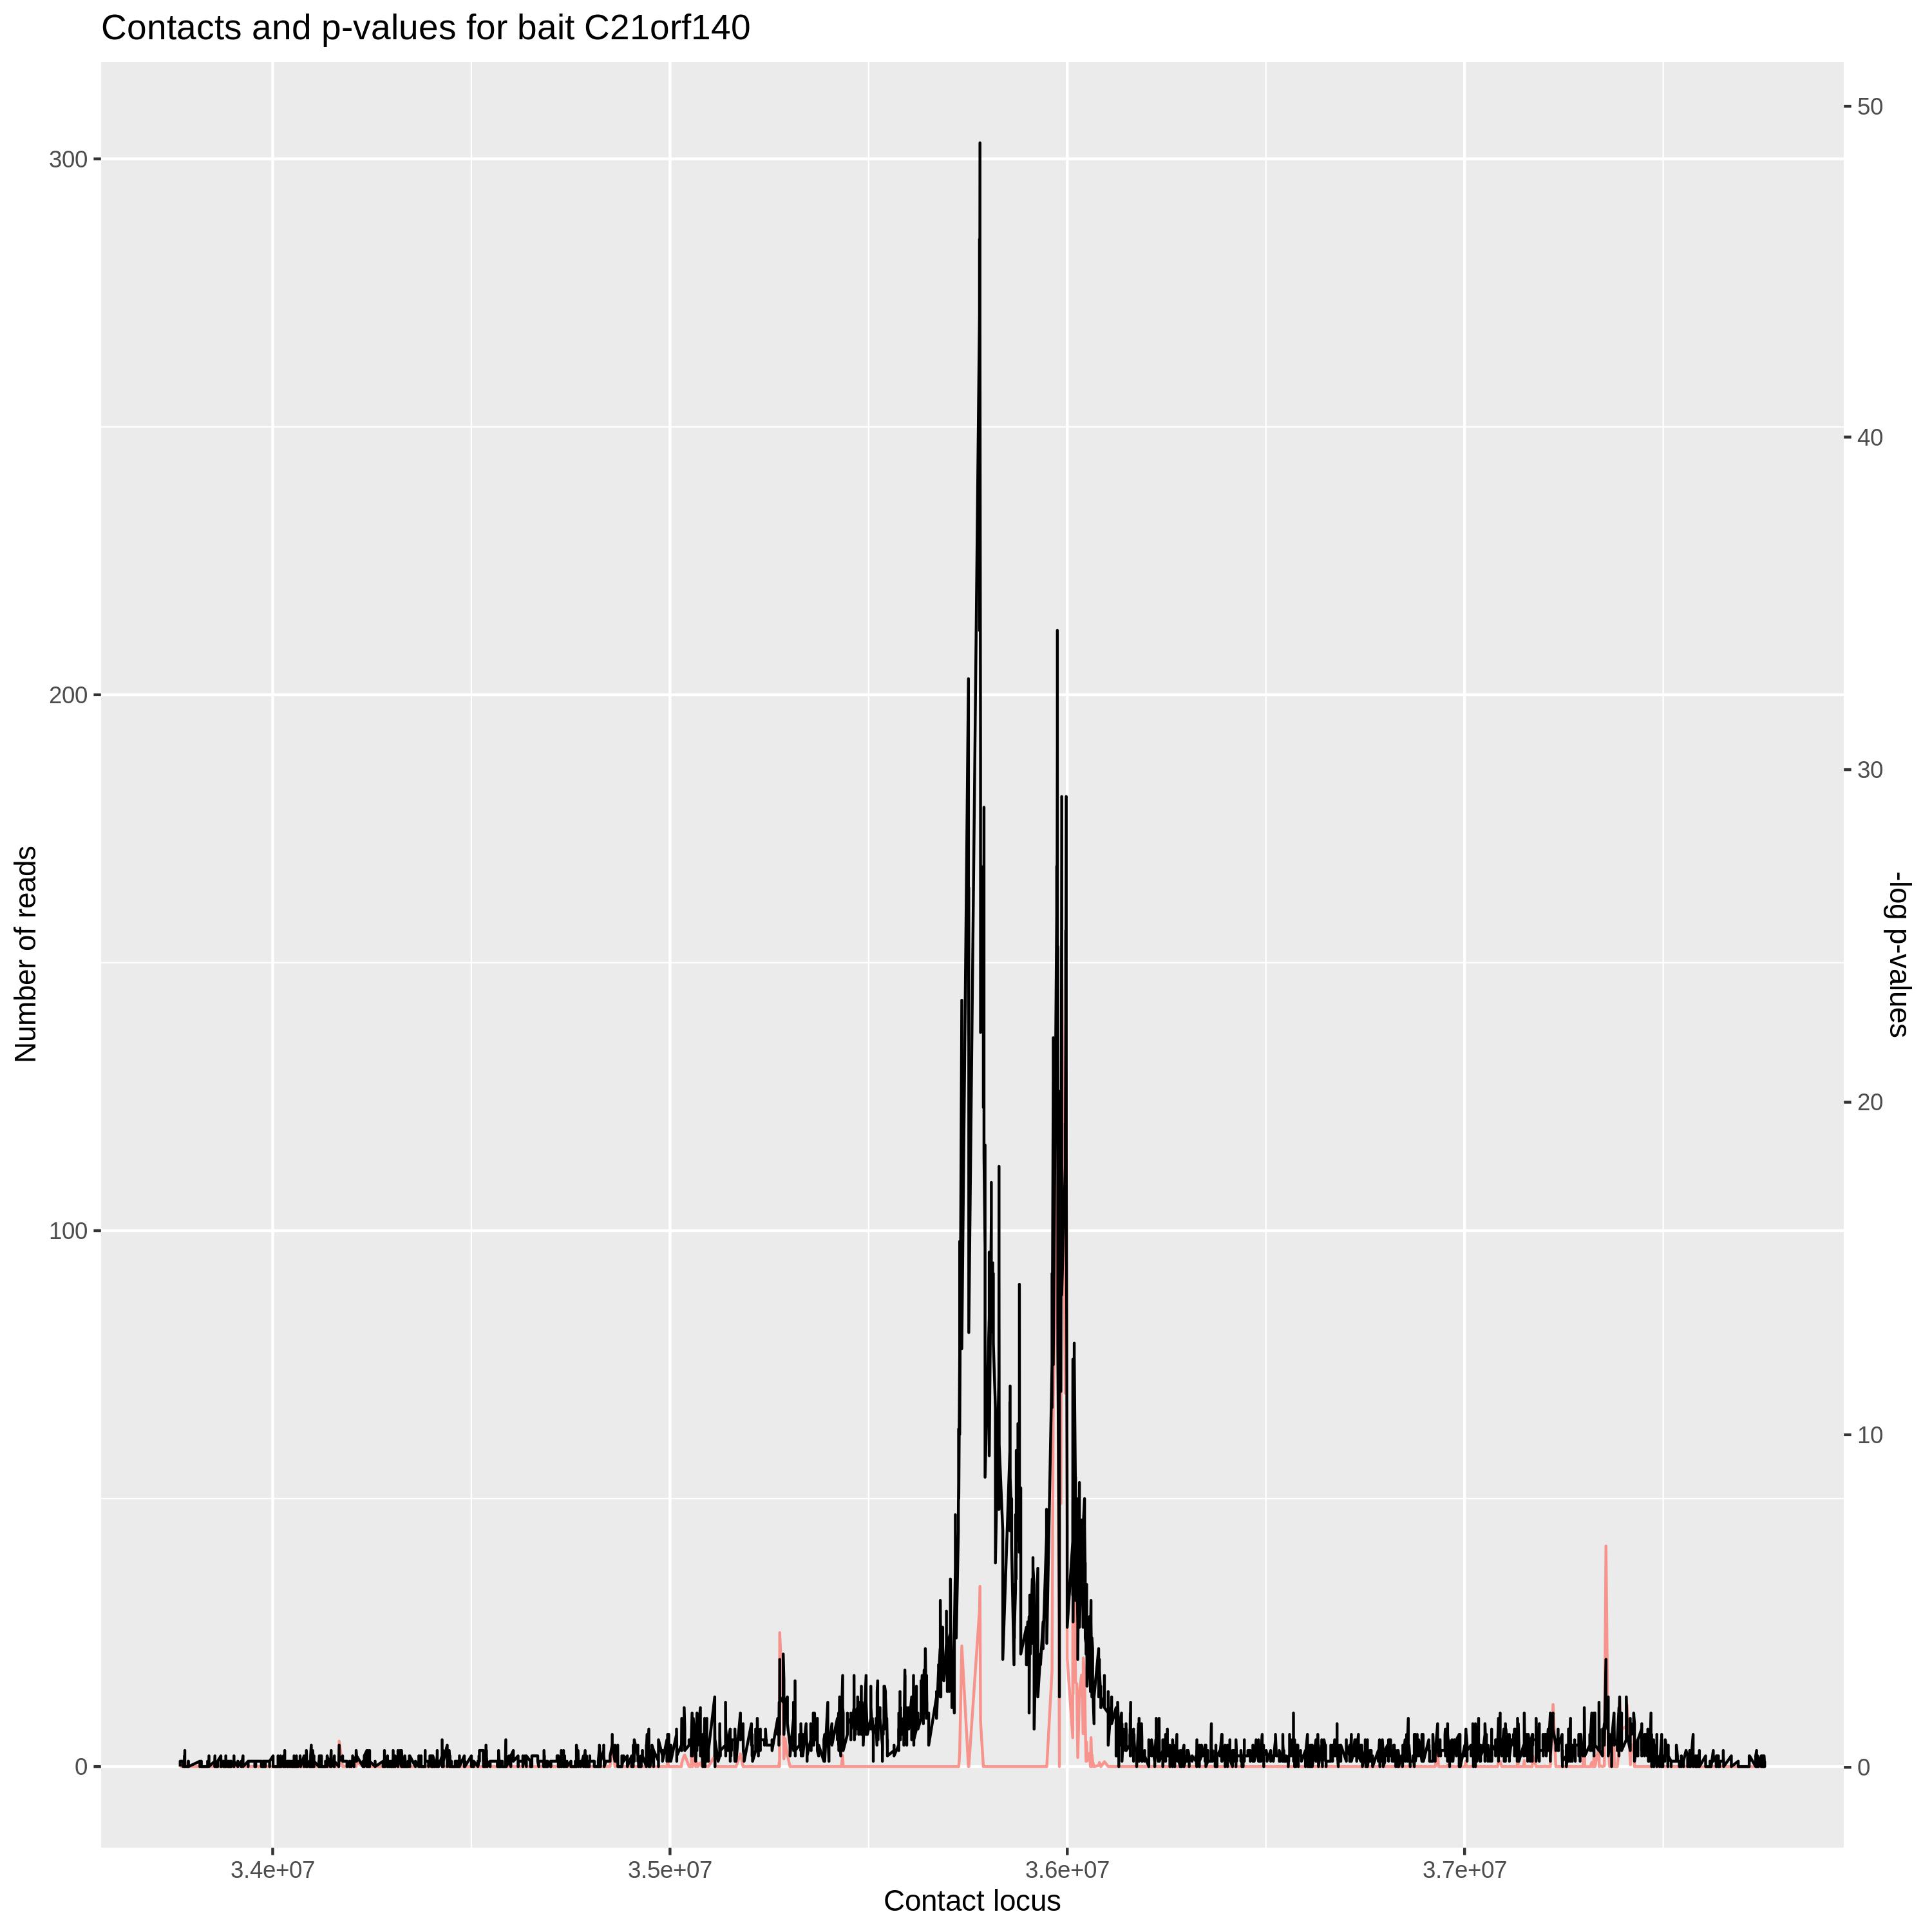 Contacts and p-values for bait C21orf140
300
200
100
0
Number of reads
50
40
30
20
10
0
-log p-values
3.4e+07 3.5e+07 3.6e+07 3.7e+07
Contact locus